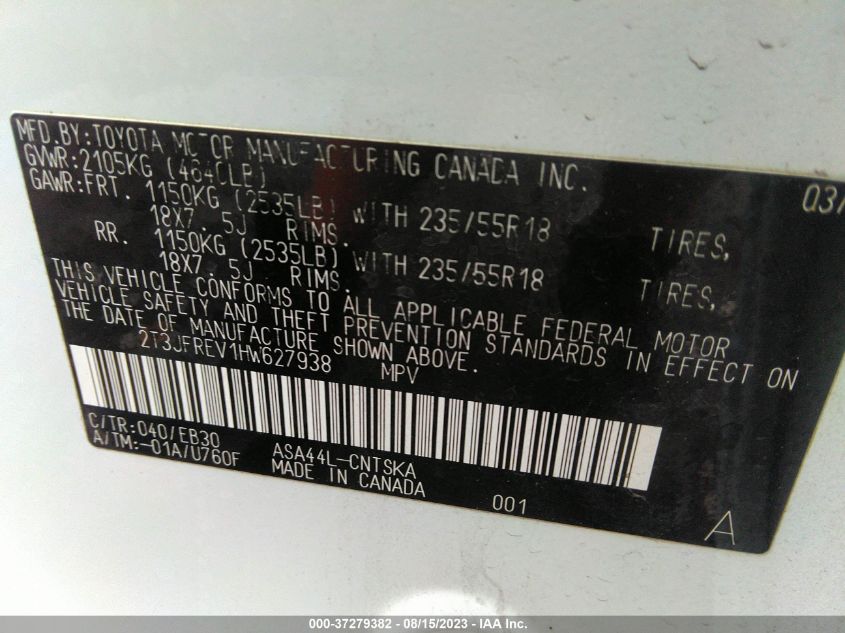 MFD.BY:TOYOTA MOTOR MANUFACTURING CANADA INC. 03/
GVWR:2105KG (4640LB)
GAWR:FRT. 1150KG (2535LB) WITH 235/55R18 TIRES,
18X7.5J RIMS.
RR. 1150KG (2535LB) WITH 235/55R18 TIRES,
18X7.5J RIMS.
THIS VEHICLE CONFORMS TO ALL APPLICABLE FEDERAL MOTOR
VEHICLE SAFETY AND THEFT PREVENTION STANDARDS IN EFFECT ON
THE DATE OF MANUFACTURE SHOWN ABOVE.
2T3JFREV1HW627938 MPV
C/TR:040/EB30 ASA44L-CNTSKA
A/TM:-01A/U760F MADE IN CANADA 001 A
000-37279382 - 08/15/2023 - IAA Inc.